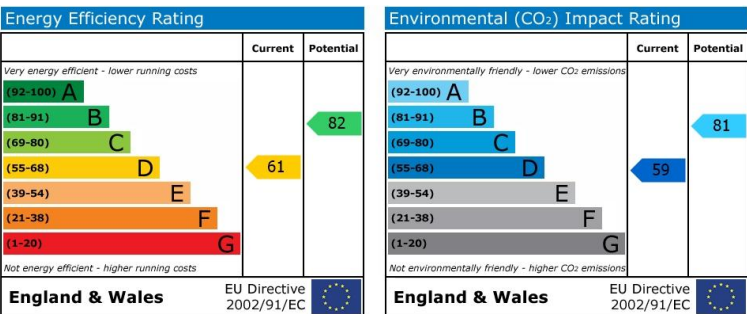 Energy Efficiency Rating
Current Potential
Very energy efficient - lower running costs
(92-100) A
(81-91) B
82
(69-80) C
(55-68) D
61
(39-54) E
(21-38) F
(1-20) G
Not energy efficient - higher running costs
England & Wales
EU Directive
2002/91/EC
Environmental (CO₂) Impact Rating
Current Potential
Very environmentally friendly - lower CO₂ emissions
(92-100) A
(81-91) B
81
(69-80) C
(55-68) D
59
(39-54) E
(21-38) F
(1-20) G
Not environmentally friendly - higher CO₂ emissions
England & Wales
EU Directive
2002/91/EC